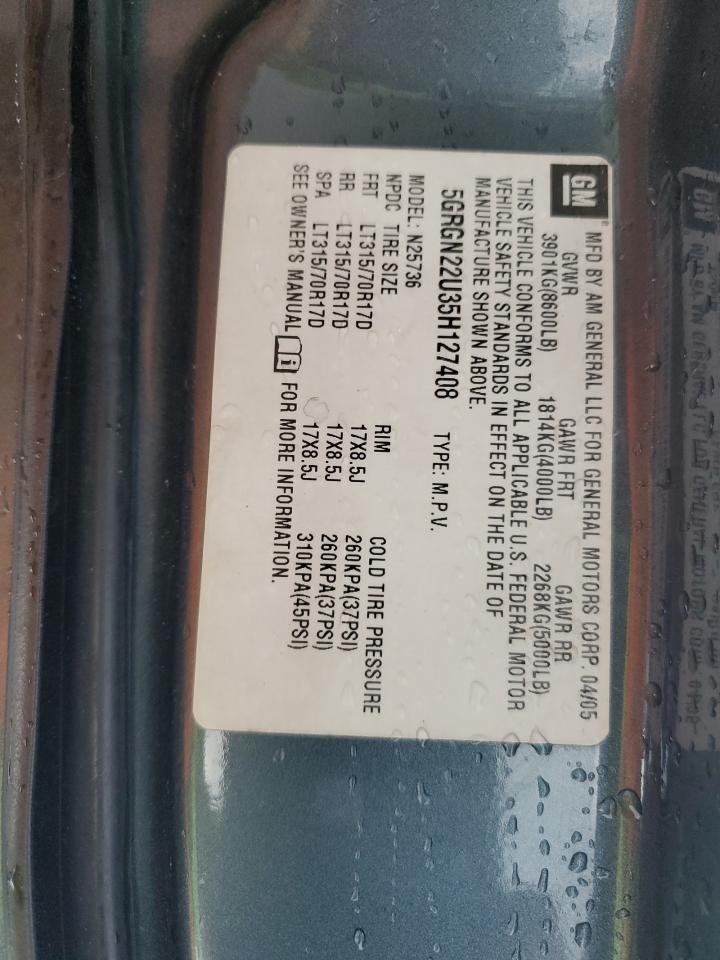 GM MFD BY AM GENERAL LLC FOR GENERAL MOTORS CORP. 04/05
GVWR GAWR FRT GAWR RR
3901KG(8600LB) 1814KG(4000LB) 2268KG(5000LB)
THIS VEHICLE CONFORMS TO ALL APPLICABLE U.S. FEDERAL MOTOR
VEHICLE SAFETY STANDARDS IN EFFECT ON THE DATE OF
MANUFACTURE SHOWN ABOVE.
5GRGN22U35H127408 TYPE: M.P.V.
MODEL: N25736
NPDC TIRE SIZE RIM COLD TIRE PRESSURE
FRT LT315/70R17D 17X8.5J 260KPA(37PSI)
RR LT315/70R17D 17X8.5J 260KPA(37PSI)
SPA LT315/70R17D 17X8.5J 310KPA(45PSI)
SEE OWNER'S MANUAL FOR MORE INFORMATION.